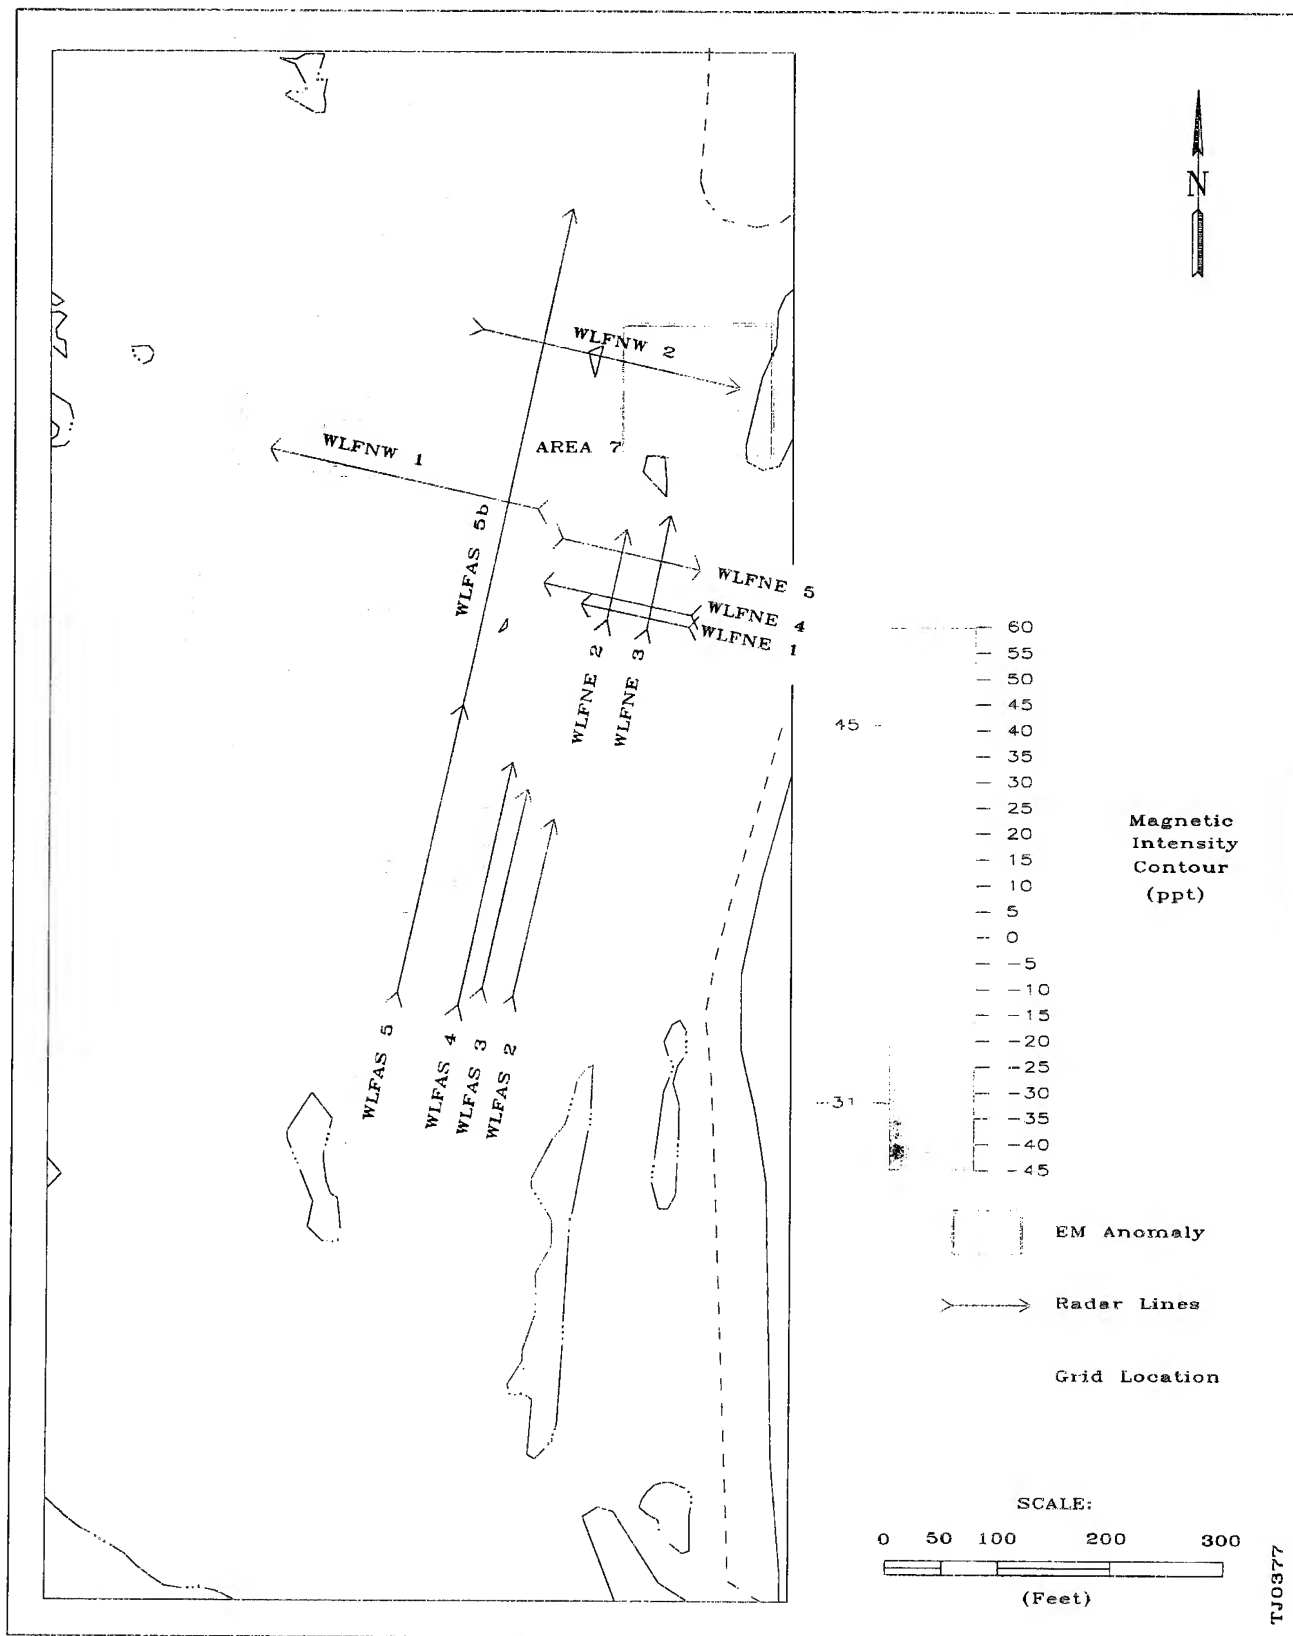 N
WLFNW 2
WLFNW 1
AREA 7
WLFAS 5b
WLFNE 5
WLFNE 4
WLFNE 1
WLFNE 2
WLFNE 3
WLFAS 5
WLFAS 4
WLFAS 3
WLFAS 2
60
55
50
45
45
40
35
30
25
20
15
10
5
0
-5
-10
-15
-20
-25
-30
-31
-35
-40
-45
Magnetic
Intensity
Contour
(ppt)
EM Anomaly
Radar Lines
Grid Location
SCALE:
0 50 100 200 300
(Feet)
TJ0377